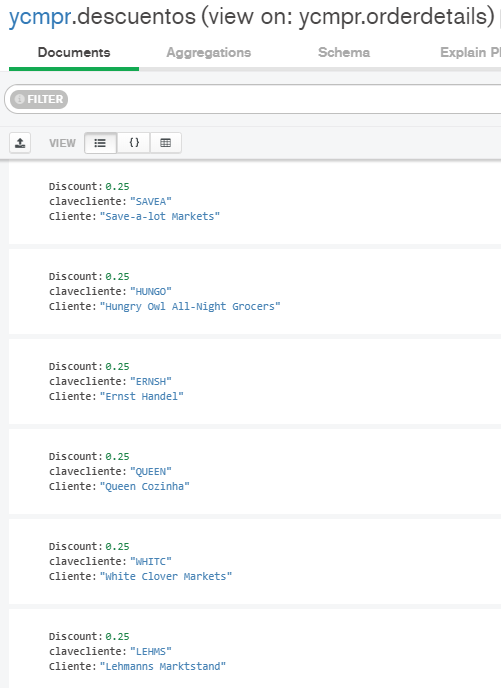 ycmpr.descuentos (view on: ycmpr.orderdetails)
Documents Aggregations Schema Explain Pl
FILTER
VIEW
Discount: 0.25
clavecliente: "SAVEA"
Cliente: "Save-a-lot Markets"
Discount: 0.25
clavecliente: "HUNGO"
Cliente: "Hungry Owl All-Night Grocers"
Discount: 0.25
clavecliente: "ERNSH"
Cliente: "Ernst Handel"
Discount: 0.25
clavecliente: "QUEEN"
Cliente: "Queen Cozinha"
Discount: 0.25
clavecliente: "WHITC"
Cliente: "White Clover Markets"
Discount: 0.25
clavecliente: "LEHMS"
Cliente: "Lehmanns Marktstand"